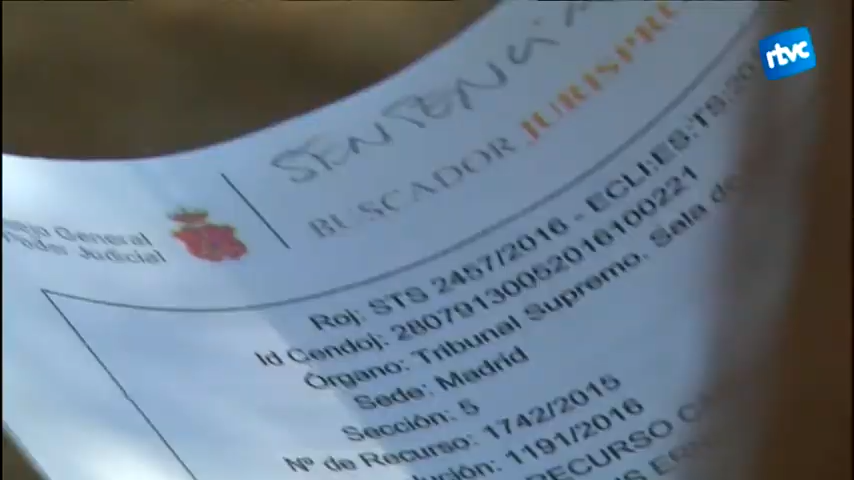 rtvc
SENTENCIA
BUSCADOR
General
Poder Judicial
Roj: STS 2457/2016 - ECLI:ES:TS:20
Id Cendoj: 28079130052016100221
Órgano: Tribunal Supremo. Sala de
Sede: Madrid
Sección: 5
Nº de Recurso: 1742/2015
1191/2016
RECURSO